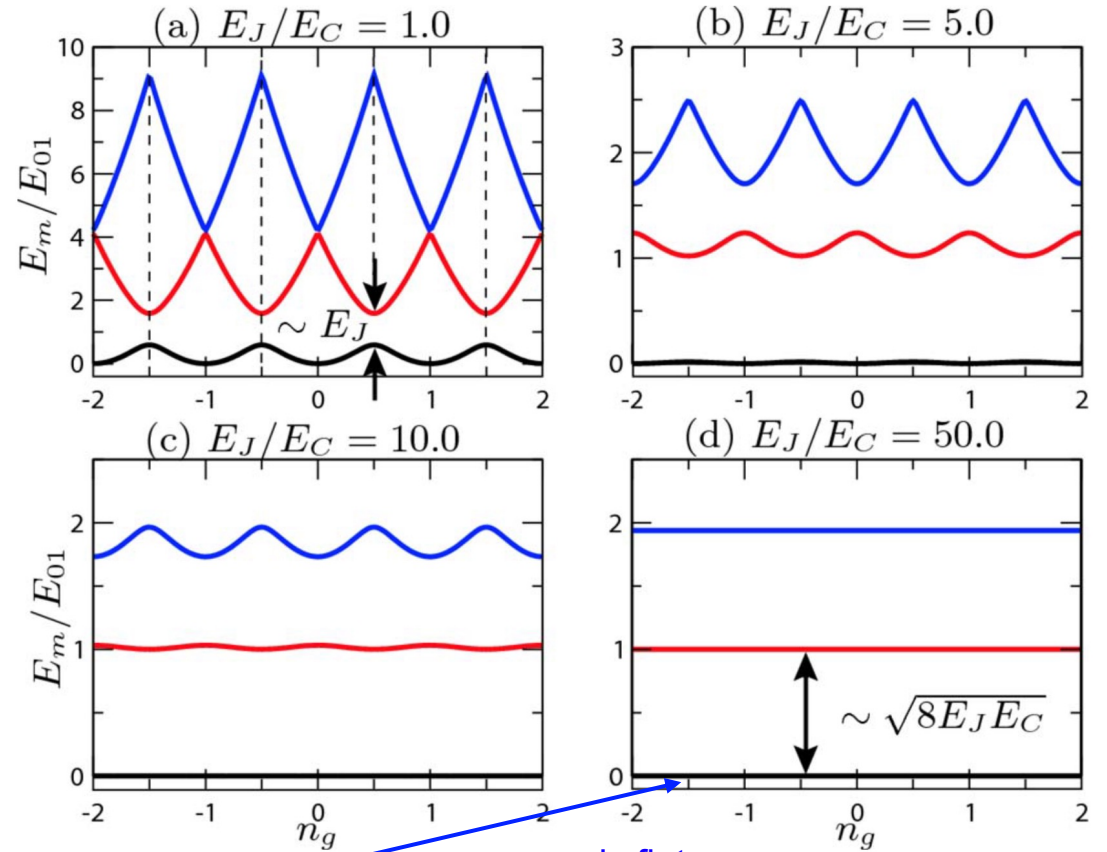 (a) E_J/E_C = 1.0
(b) E_J/E_C = 5.0
E_m/E_01
10
8
6
4
2
0
∼ E_J
-2 -1 0 1 2
3
2
1
0
-2 -1 0 1 2
(c) E_J/E_C = 10.0
(d) E_J/E_C = 50.0
E_m/E_01
2
1
0
-2 -1 0 1 2
n_g
2
1
0
∼ √8E_J E_C
-2 -1 0 1 2
n_g